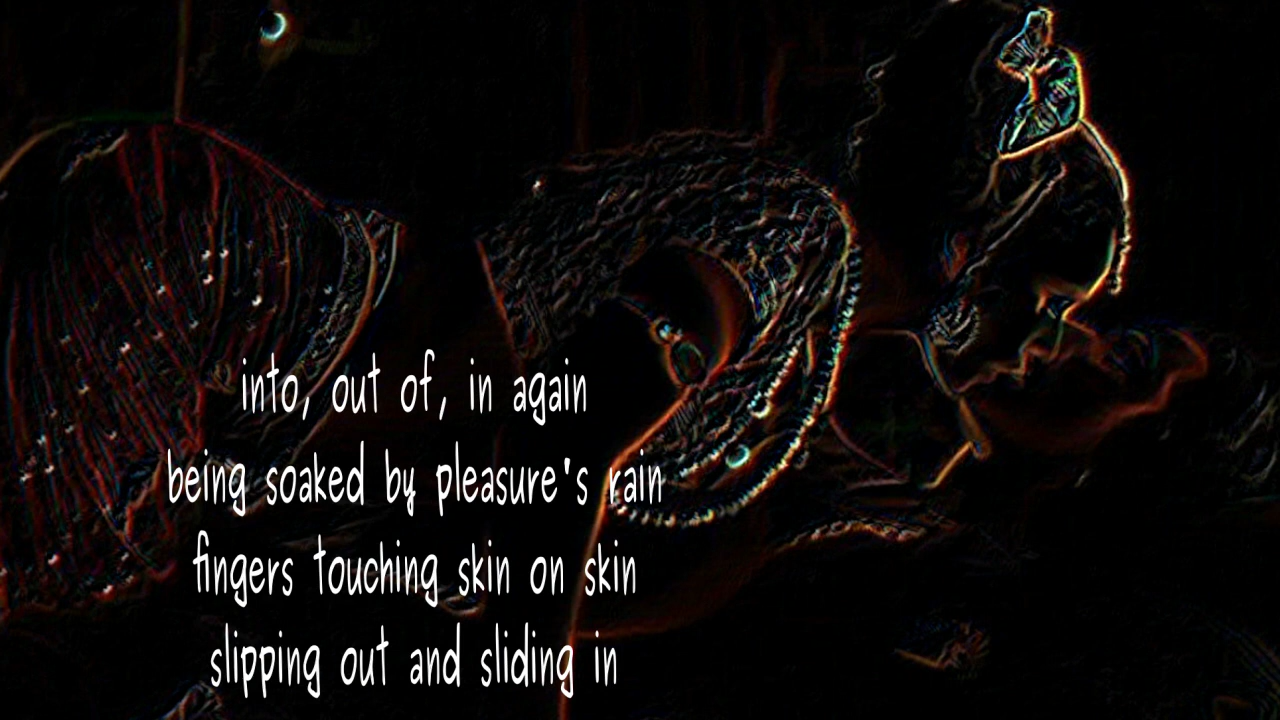 into, out of, in again
being soaked by pleasure's rain
fingers touching skin on skin
slipping out and sliding in